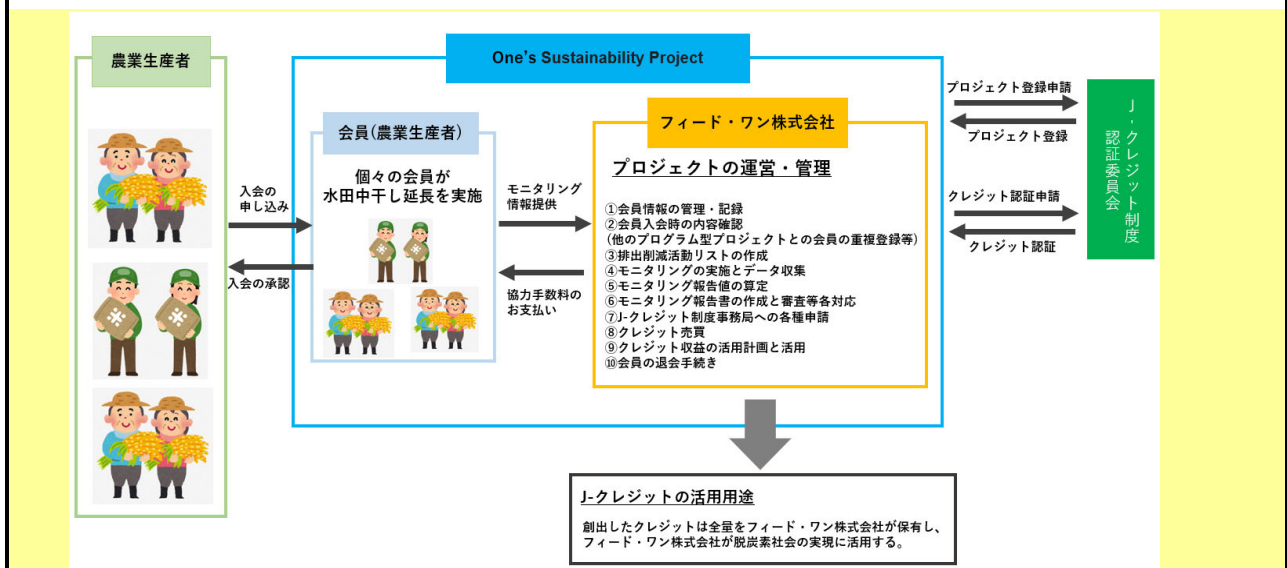 農業生産者
One's Sustainability Project
入会の
申し込み
入会の承認
会員(農業生産者)
個々の会員が
水田中干し延長を実施
米
米
モニタリング
情報提供
協力手数料の
お支払い
フィード・ワン株式会社
プロジェクトの運営・管理
①会員情報の管理・記録
②会員入会時の内容確認
(他のプログラム型プロジェクトとの会員の重複登録等)
③排出削減活動リストの作成
④モニタリングの実施とデータ収集
⑤モニタリング報告値の算定
⑥モニタリング報告書の作成と審査等各対応
⑦J-クレジット制度事務局への各種申請
⑧クレジット売買
⑨クレジット収益の活用計画と活用
⑩会員の退会手続き
プロジェクト登録申請
プロジェクト登録
クレジット認証申請
クレジット認証
J-クレジット制度
認証委員会
J-クレジットの活用用途
創出したクレジットは全量をフィード・ワン株式会社が保有し、
フィード・ワン株式会社が脱炭素社会の実現に活用する。